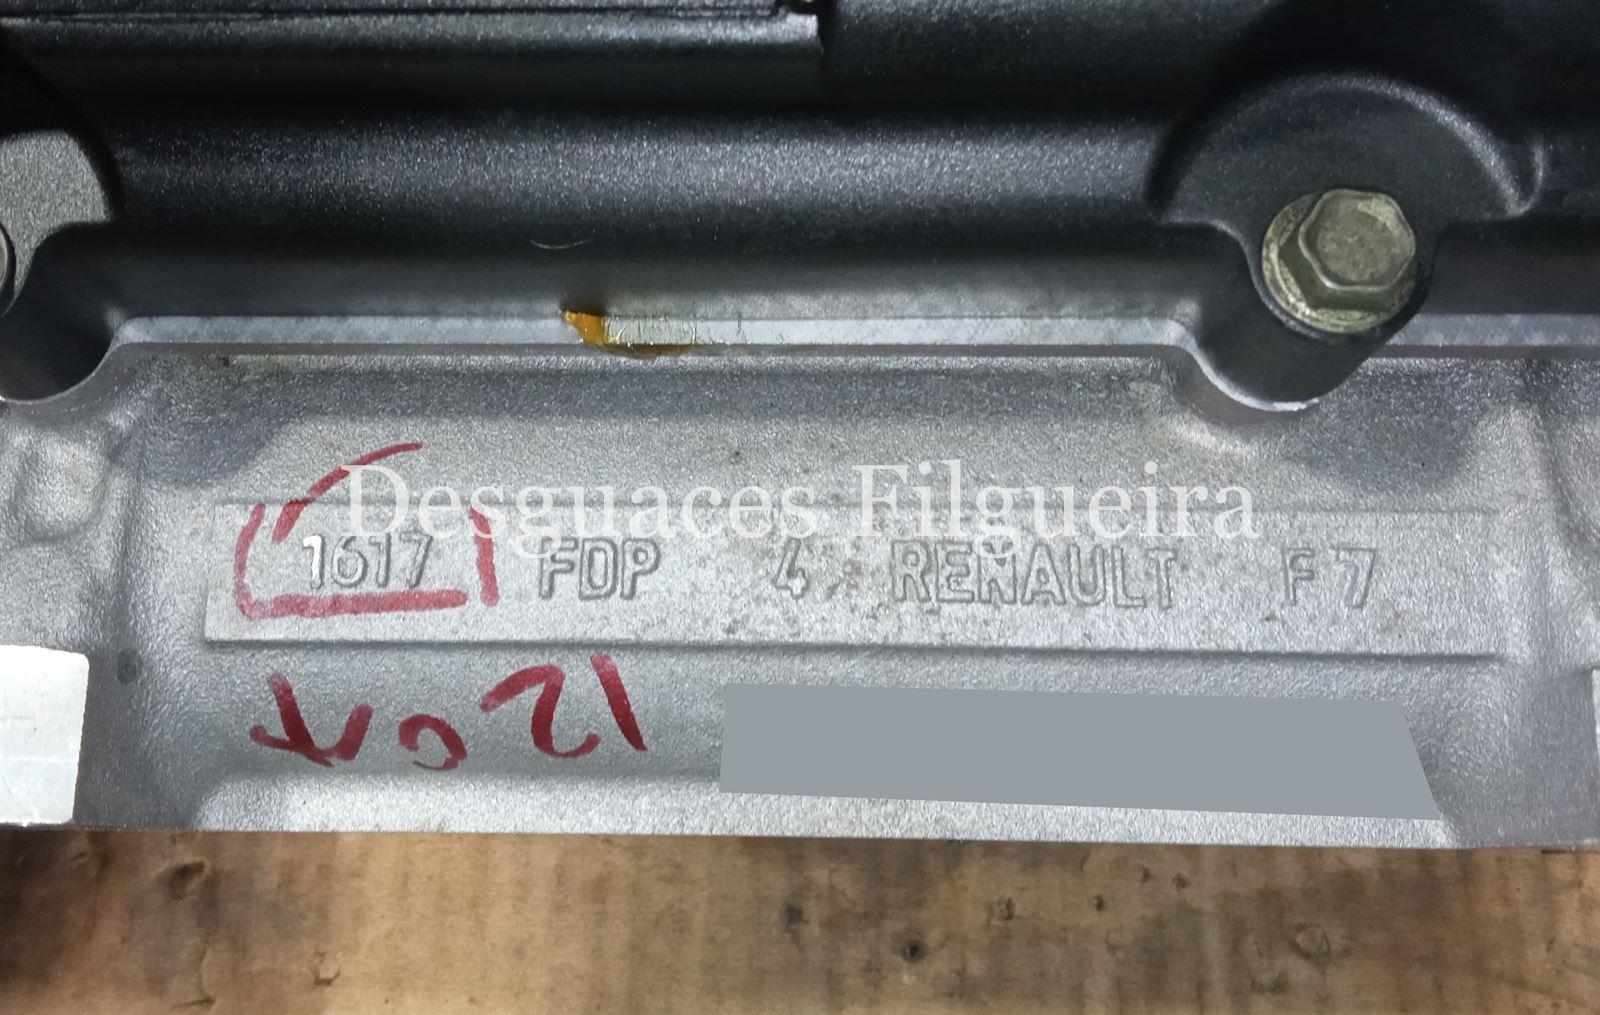 Desguaces Filgueira
1617 FDP 4 RENAULT F7